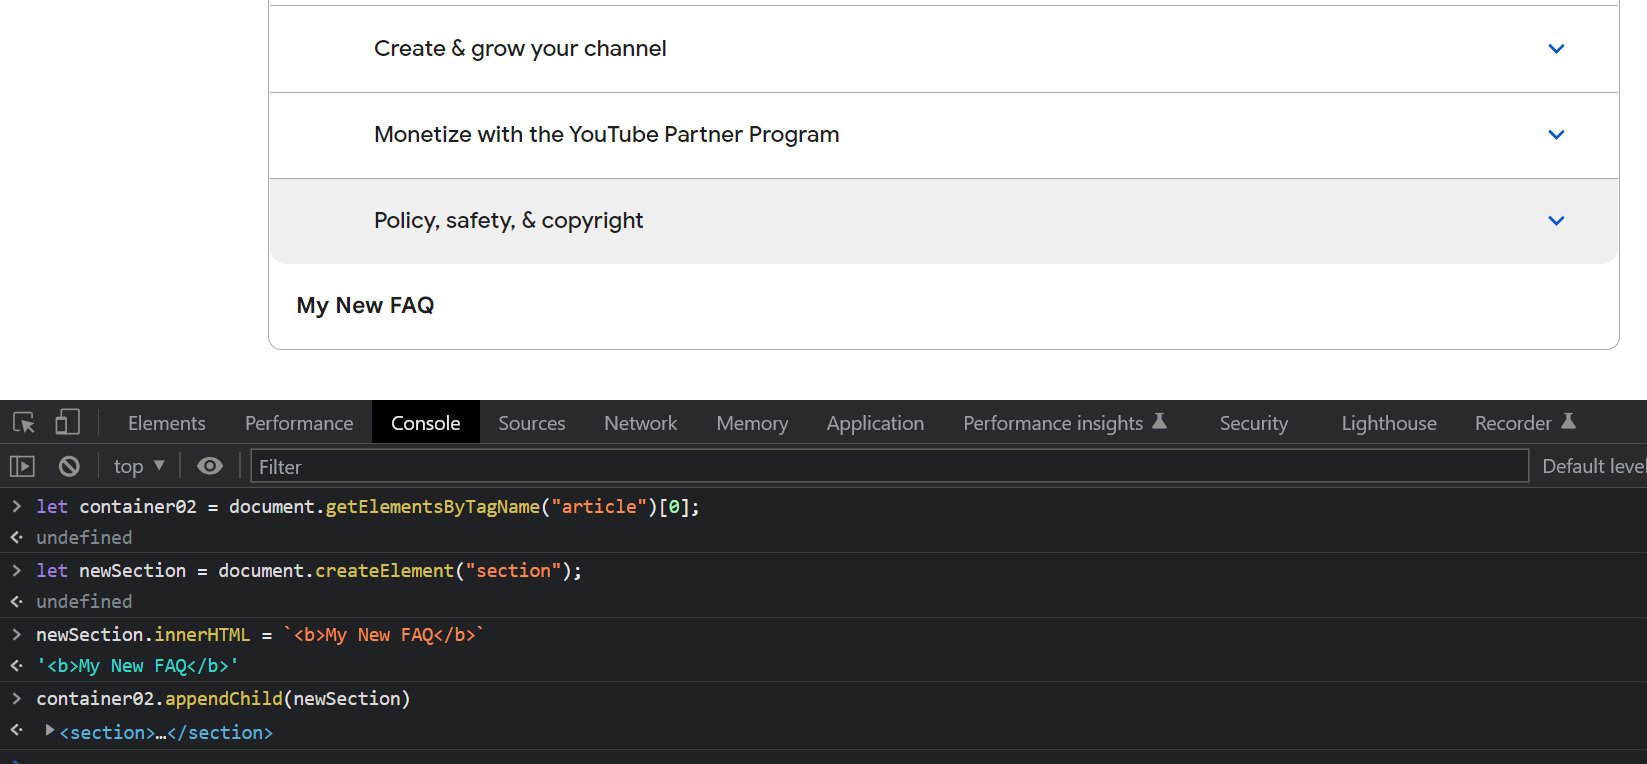 Create & grow your channel
Monetize with the YouTube Partner Program
Policy, safety, & copyright
My New FAQ
Elements Performance Console Sources Network Memory Application Performance insights Security Lighthouse Recorder
top Filter Default leve
let container02 = document.getElementsByTagName("article")[0];
undefined
let newSection = document.createElement("section");
undefined
newSection.innerHTML = `<b>My New FAQ</b>`
'<b>My New FAQ</b>'
container02.appendChild(newSection)
<section>…</section>